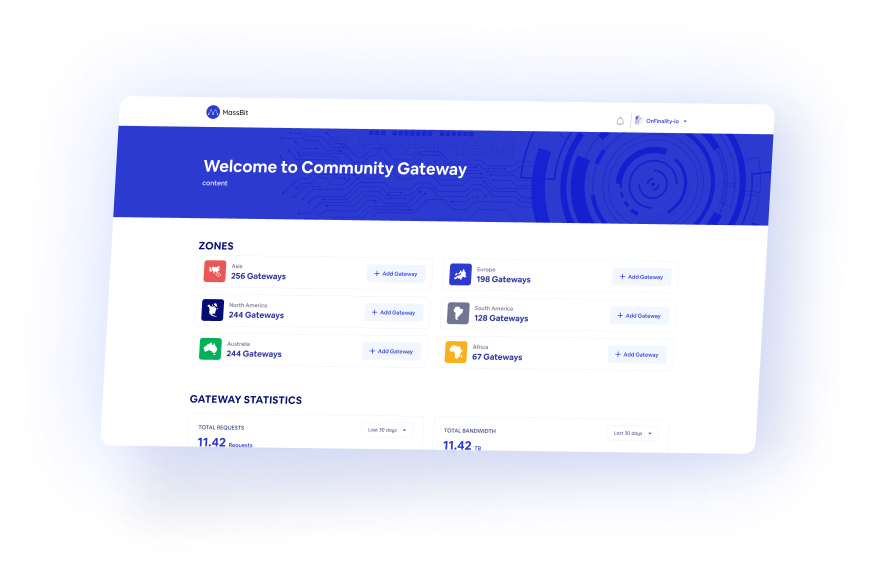 MassBit
OnFinality-io
Welcome to Community Gateway
content
ZONES
Asia
256 Gateways
+ Add Gateway
Europe
198 Gateways
+ Add Gateway
North America
244 Gateways
+ Add Gateway
South America
128 Gateways
+ Add Gateway
Australia
244 Gateways
+ Add Gateway
Africa
67 Gateways
+ Add Gateway
GATEWAY STATISTICS
TOTAL REQUESTS
Last 30 days
11.42 Requests
TOTAL BANDWIDTH
Last 30 days
11.42 TB